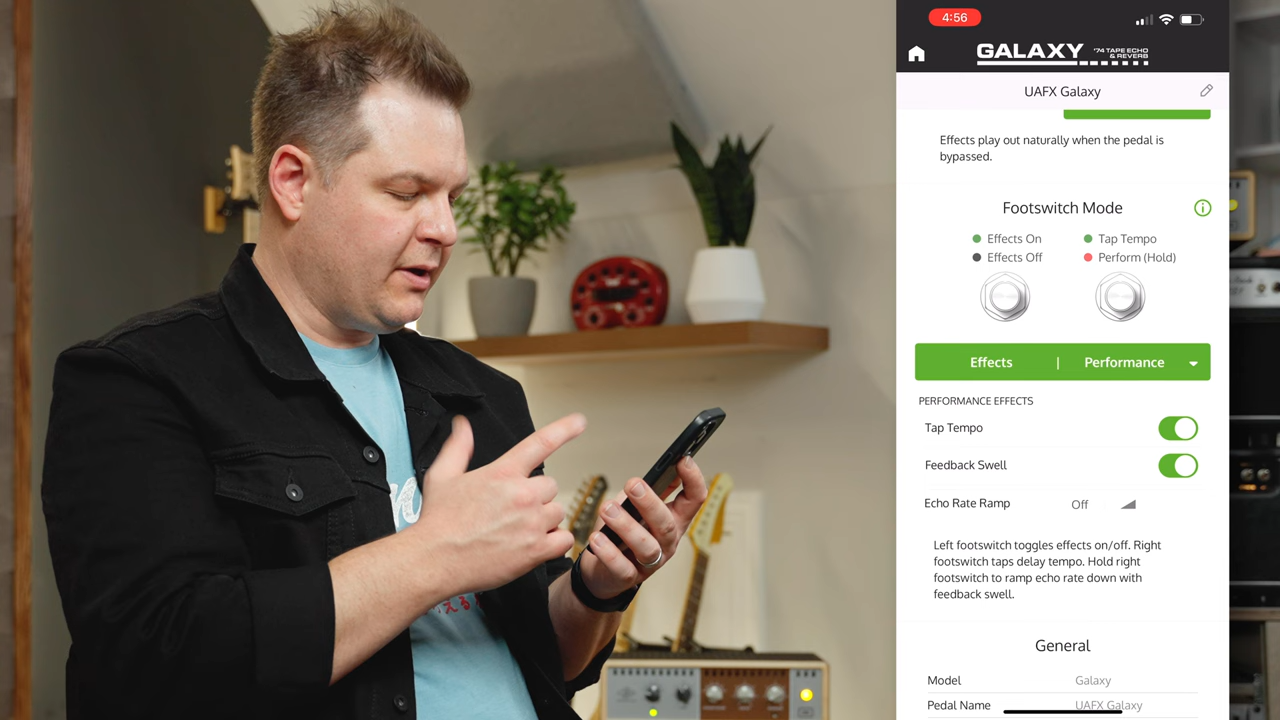 4:56
GALAXY '74 TAPE ECHO
& REVERB
UAFX Galaxy
Effects play out naturally when the pedal is
bypassed.
Footswitch Mode
Effects On
Tap Tempo
Effects Off
Perform (Hold)
Effects | Performance
PERFORMANCE EFFECTS
Tap Tempo
Feedback Swell
Echo Rate Ramp Off
Left footswitch toggles effects on/off. Right
footswitch taps delay tempo. Hold right
footswitch to ramp echo rate down with
feedback swell.
General
Model Galaxy
Pedal Name UAFX Galaxy